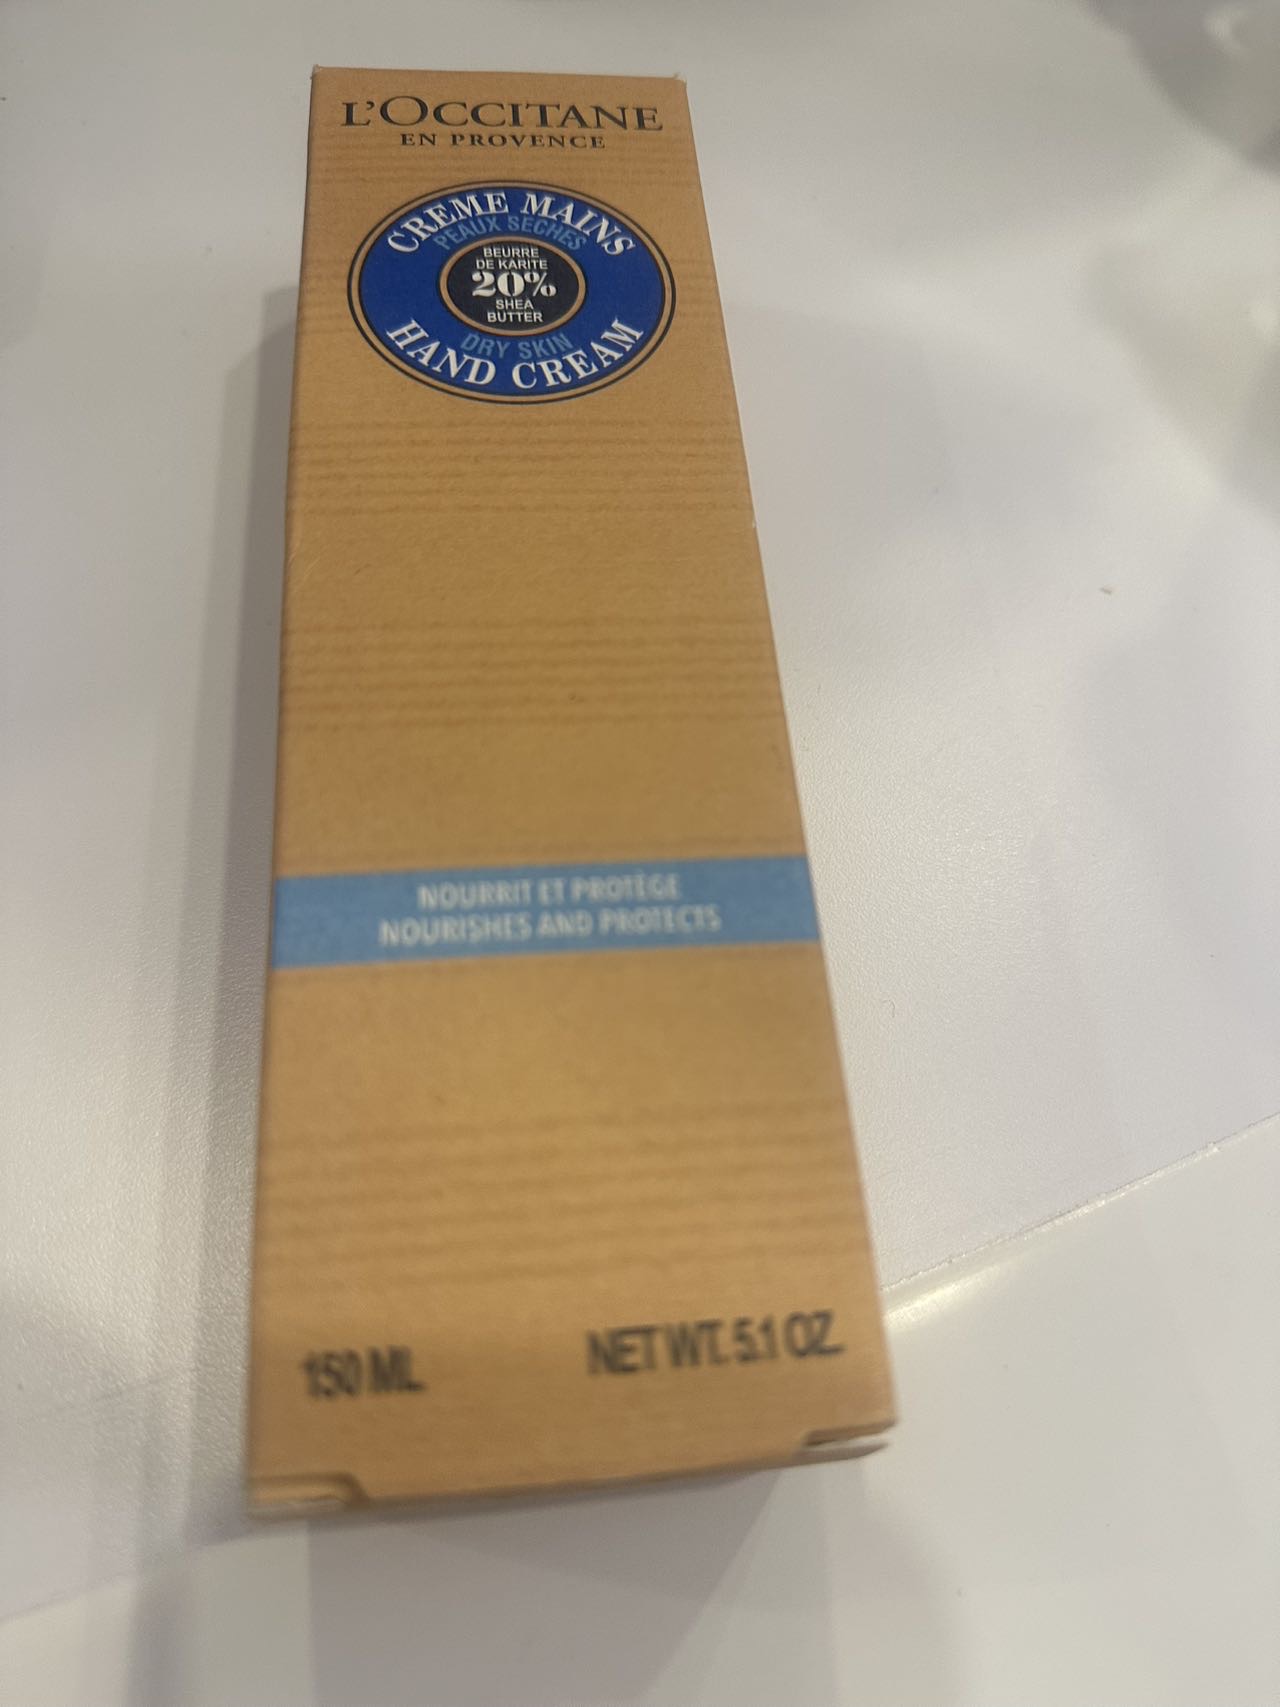 L'OCCITANE
EN PROVENCE
CREME MAINS
PEAUX SECHES
BEURRE
DE KARITE
20%
SHEA
BUTTER
DRY SKIN
HAND CREAM
NOURRIT ET PROTÈGE
NOURISHES AND PROTECTS
150 ML
NET WT. 5.1 OZ.